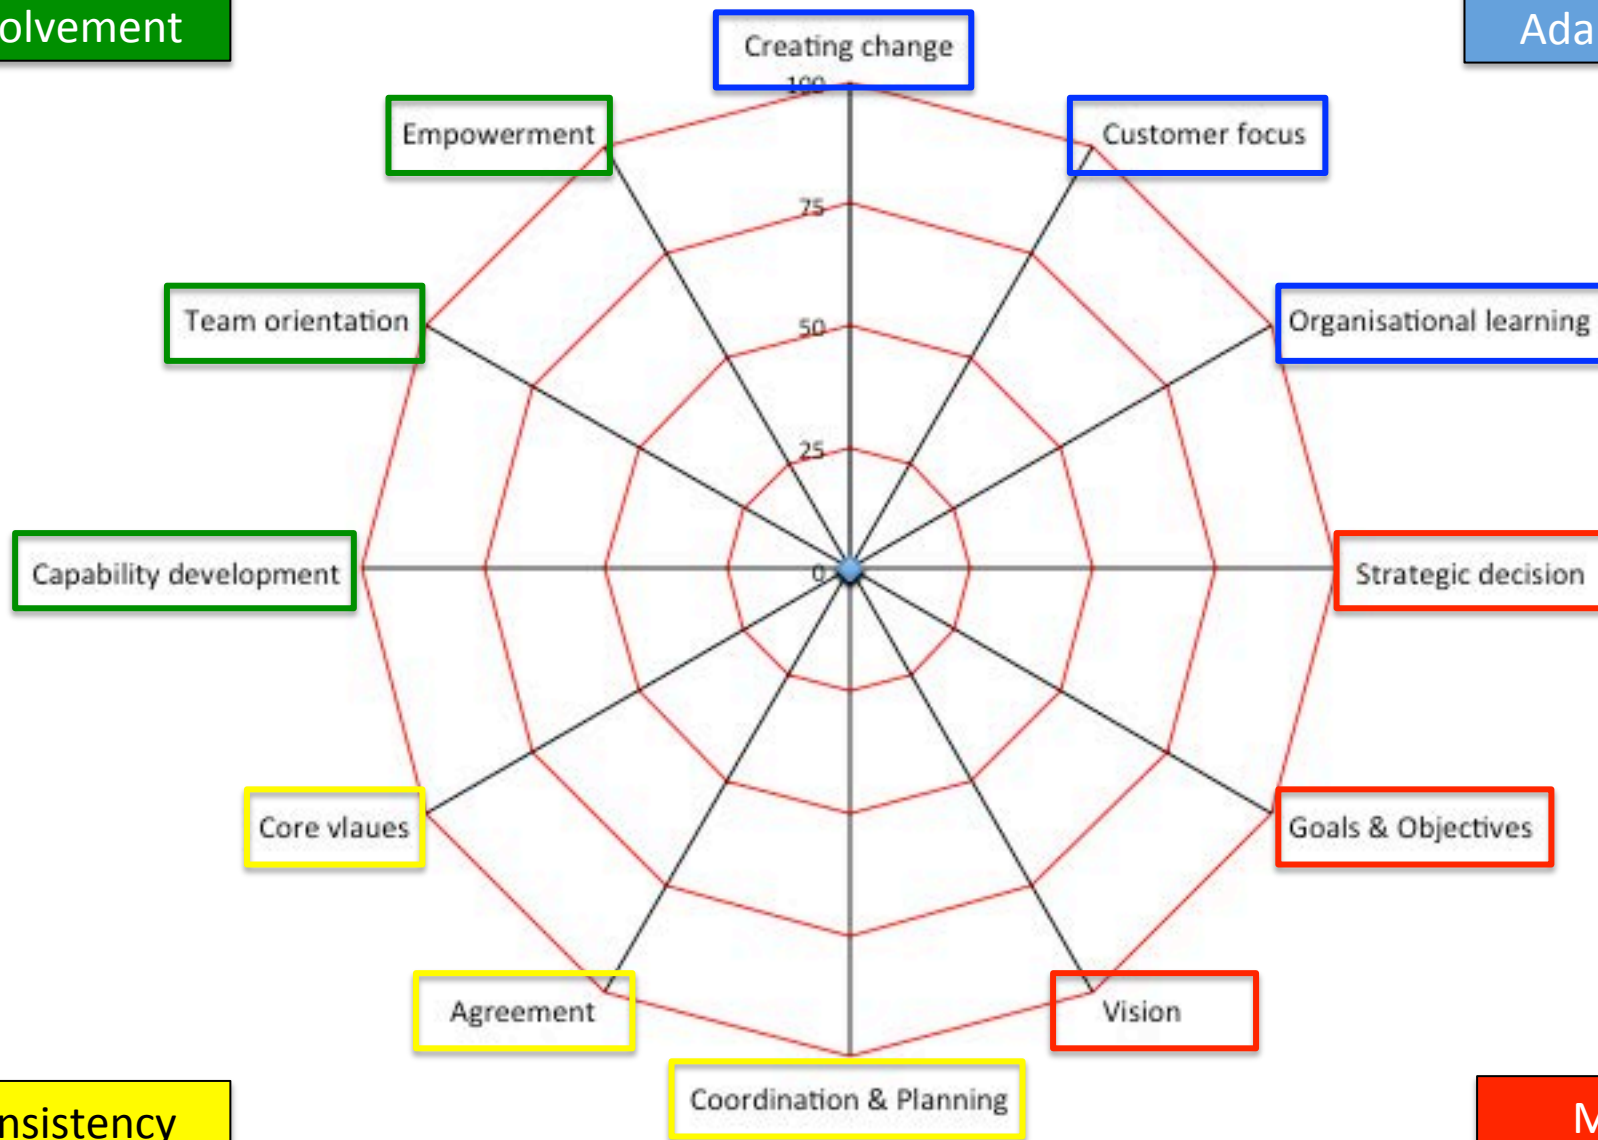 olvement
Creating change
Ada
100
Empowerment
Customer focus
75
Team orientation
50
Organisational learning
25
Capability development
0
Strategic decision
Core vlaues
Goals & Objectives
Agreement
Vision
Coordination & Planning
nsistency
M